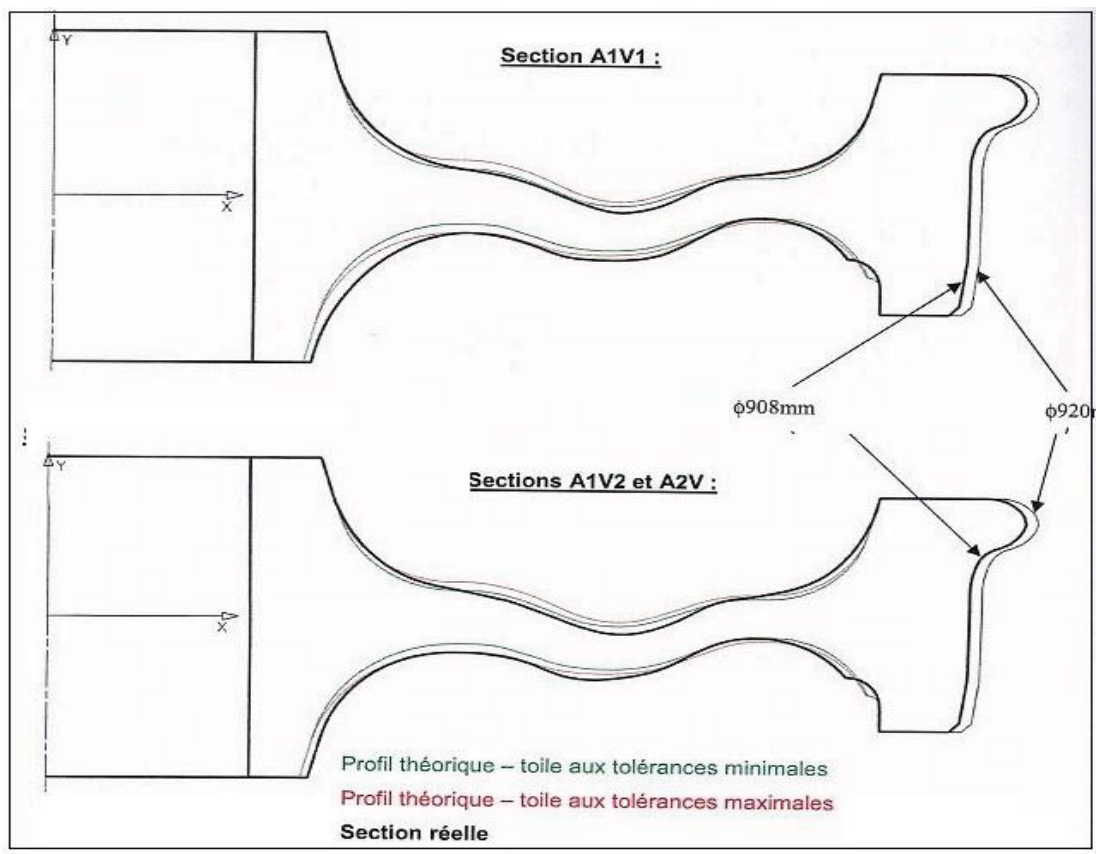 Y
Section A1V1 :
X
ϕ908mm
ϕ920
Y
Sections A1V2 et A2V :
X
Profil théorique – toile aux tolérances minimales
Profil théorique – toile aux tolérances maximales
Section réelle